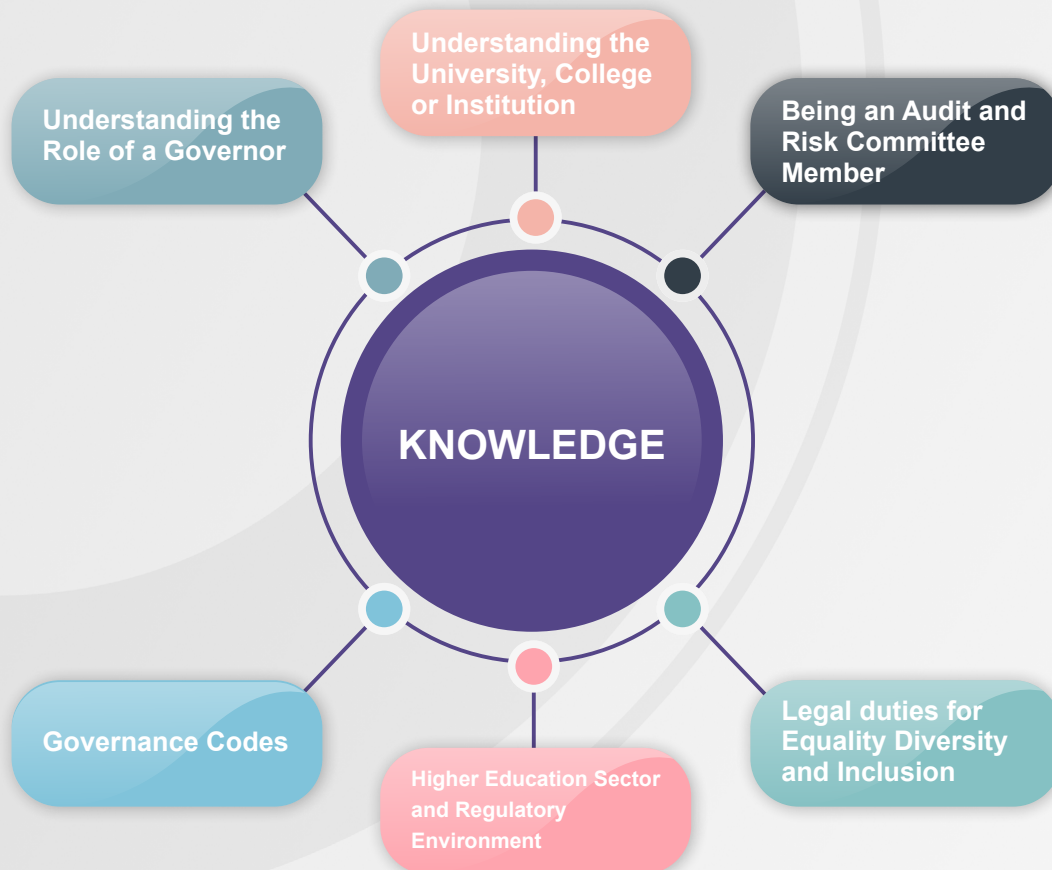 Understanding the
University, College
or Institution
Understanding the
Role of a Governor
Being an Audit and
Risk Committee
Member
KNOWLEDGE
Governance Codes
Legal duties for
Equality Diversity
and Inclusion
Higher Education Sector
and Regulatory
Environment